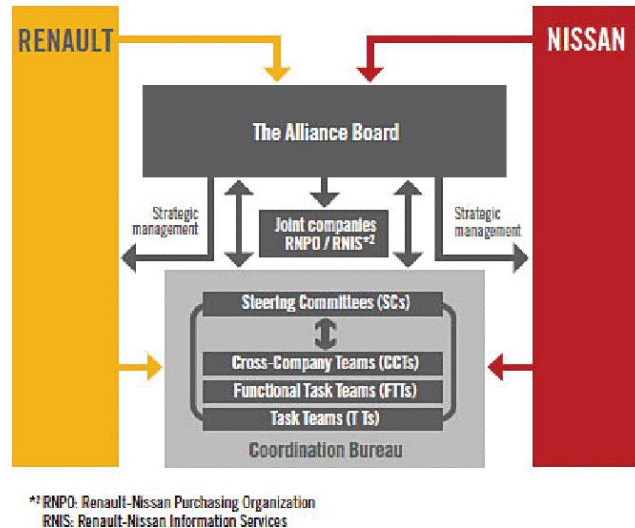 RENAULT
NISSAN
The Alliance Board
Strategic
management
Joint companies
RNPO / RNIS*2
Strategic
management
Steering Committees (SCs)
Cross-Company Teams (CCTs)
Functional Task Teams (FTTs)
Task Teams (T Ts)
Coordination Bureau
*2 RNPO: Renault-Nissan Purchasing Organization
RNIS: Renault-Nissan Information Services